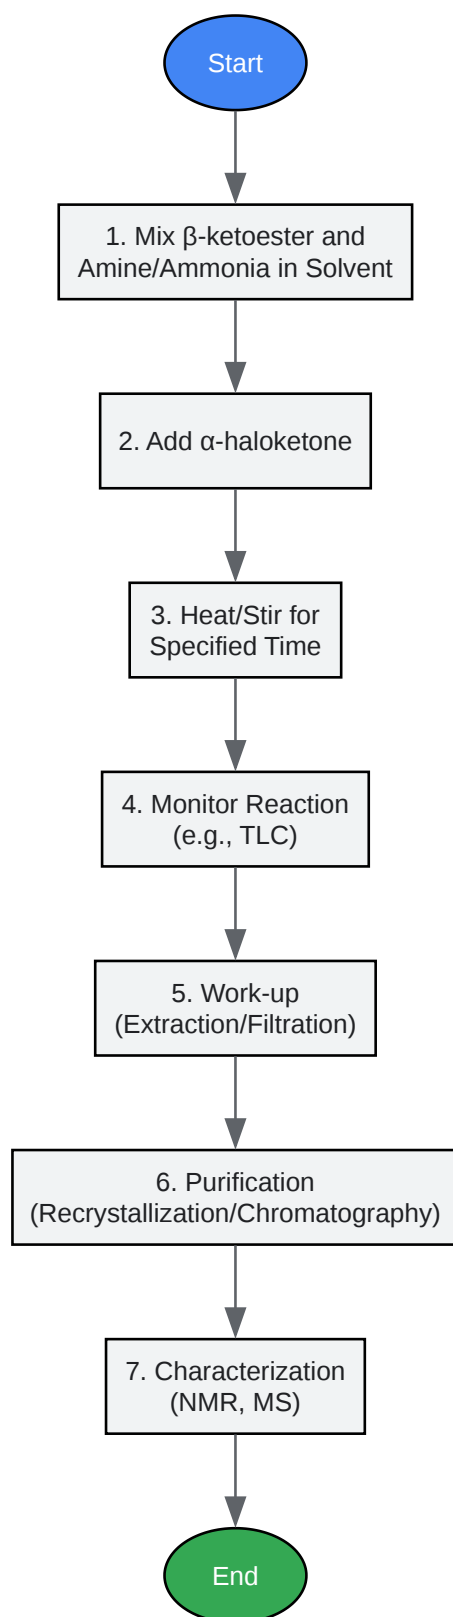 Start
1. Mix β-ketoester and
Amine/Ammonia in Solvent
2. Add α-haloketone
3. Heat/Stir for
Specified Time
4. Monitor Reaction
(e.g., TLC)
5. Work-up
(Extraction/Filtration)
6. Purification
(Recrystallization/Chromatography)
7. Characterization
(NMR, MS)
End